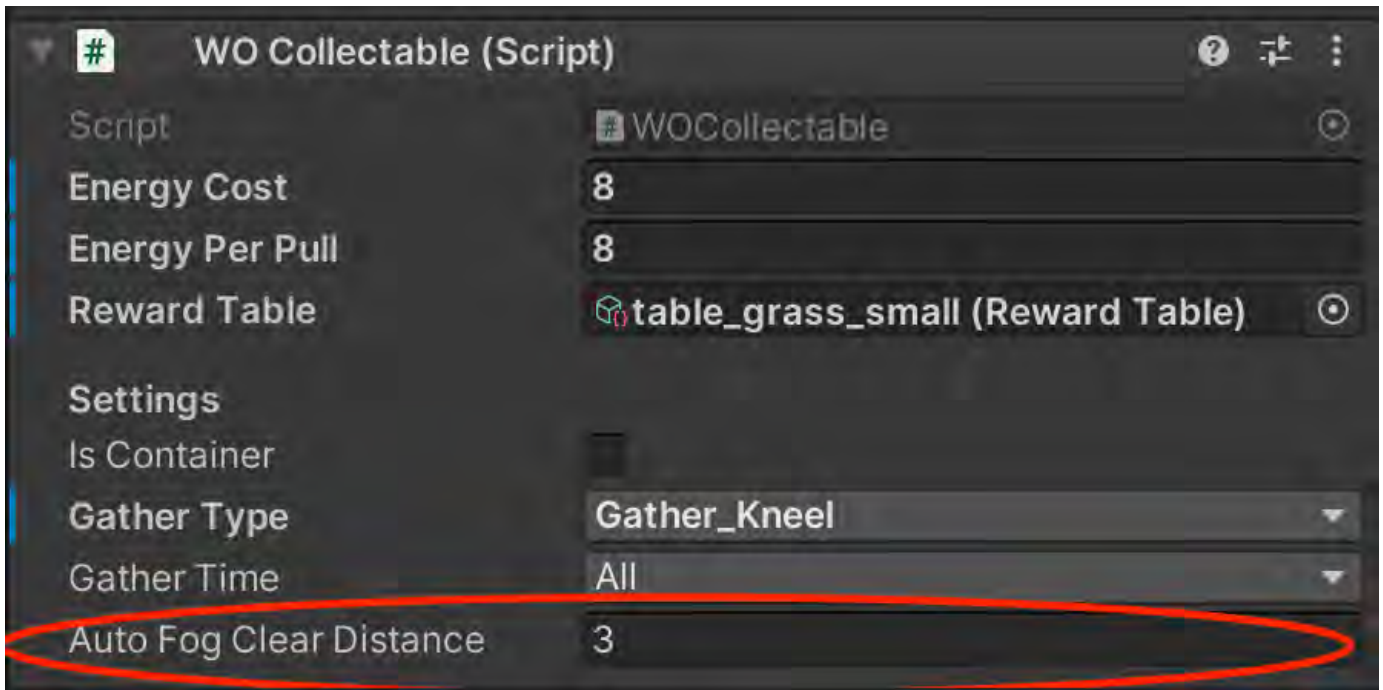 WO Collectable (Script)
Script WOCollectable
Energy Cost 8
Energy Per Pull 8
Reward Table table_grass_small (Reward Table)
Settings
Is Container
Gather Type Gather_Kneel
Gather Time All
Auto Fog Clear Distance 3